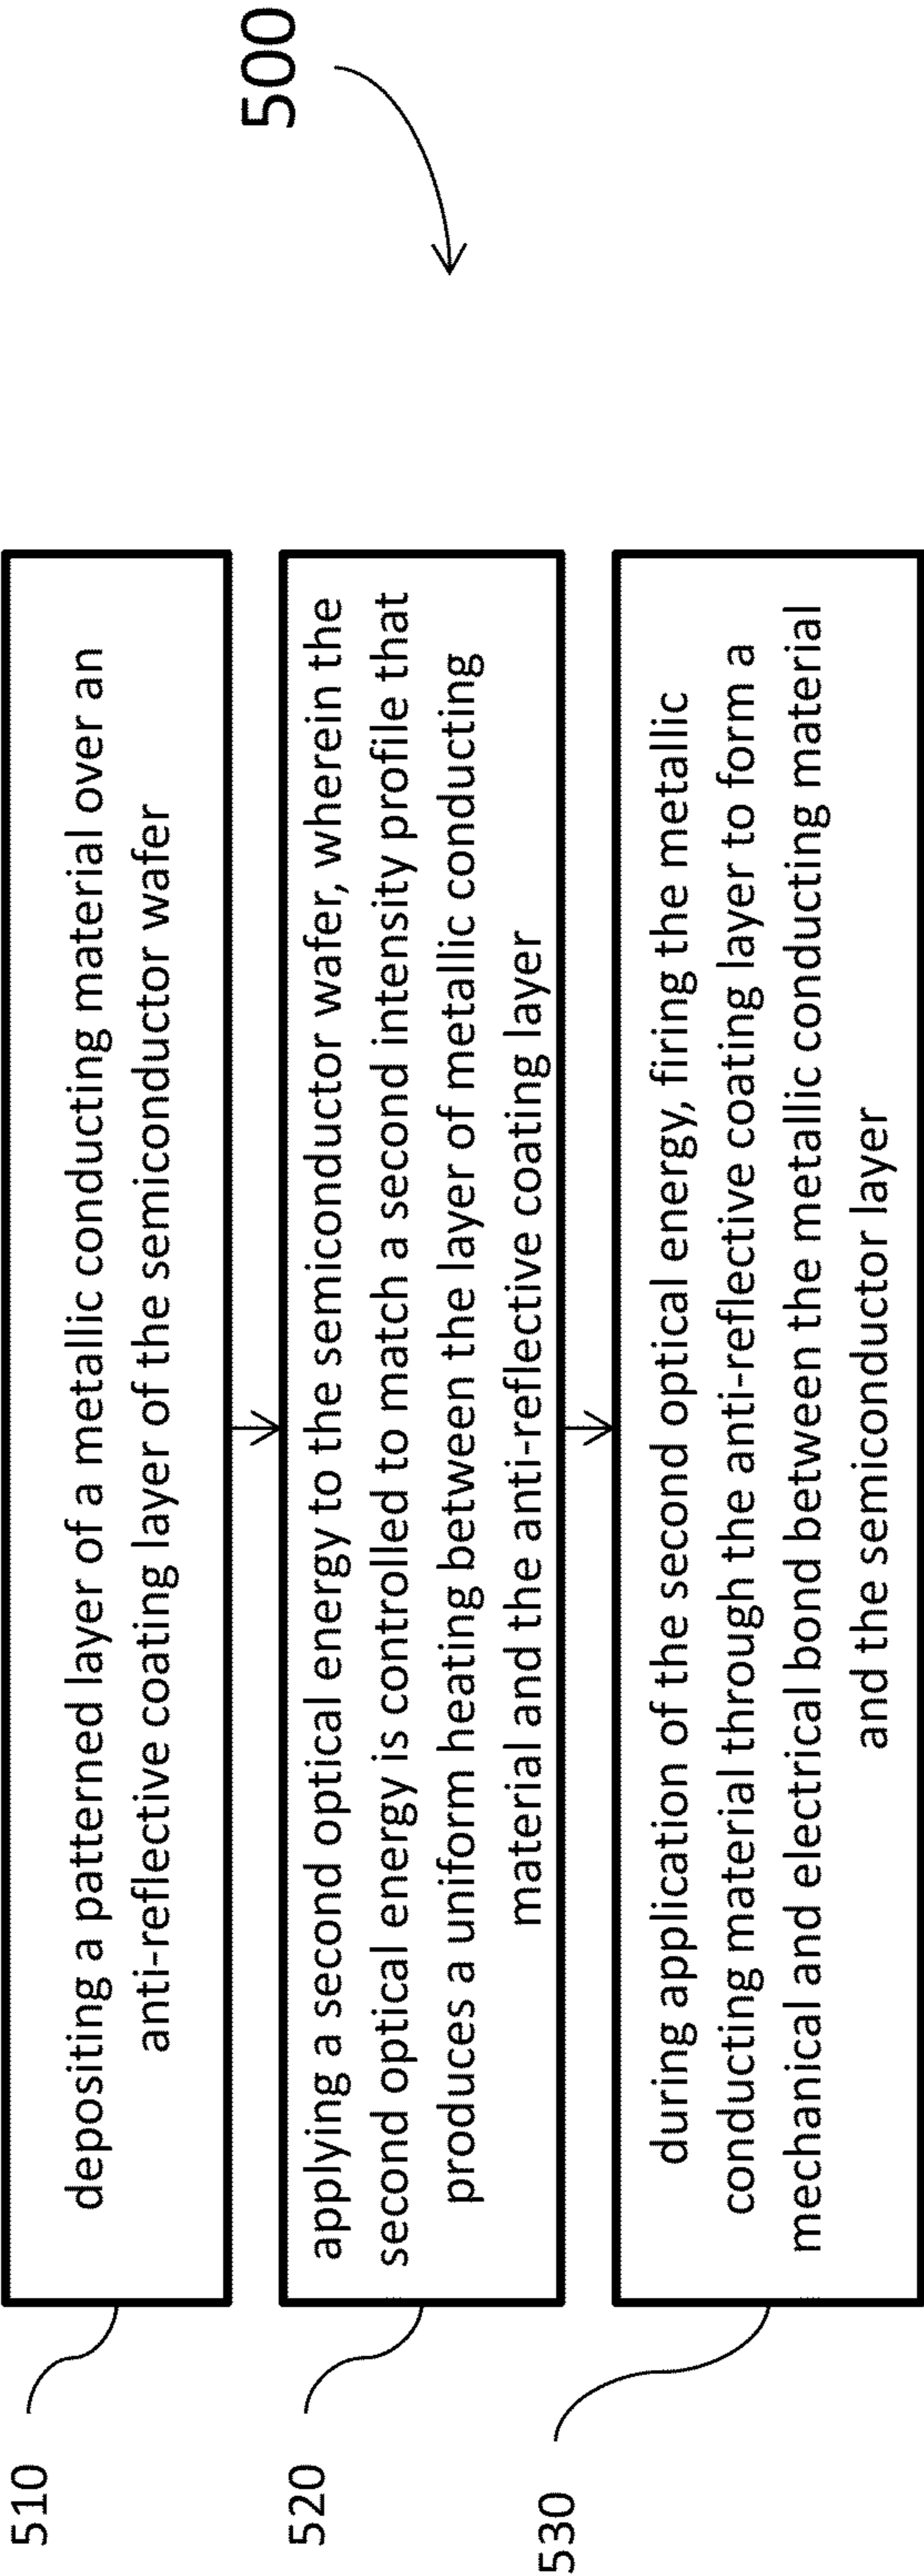 500
510
depositing a patterned layer of a metallic conducting material over an
anti-reflective coating layer of the semiconductor wafer
520
applying a second optical energy to the semiconductor wafer, wherein the
second optical energy is controlled to match a second intensity profile that
produces a uniform heating between the layer of metallic conducting
material and the anti-reflective coating layer
530
during application of the second optical energy, firing the metallic
conducting material through the anti-reflective coating layer to form a
mechanical and electrical bond between the metallic conducting material
and the semiconductor layer